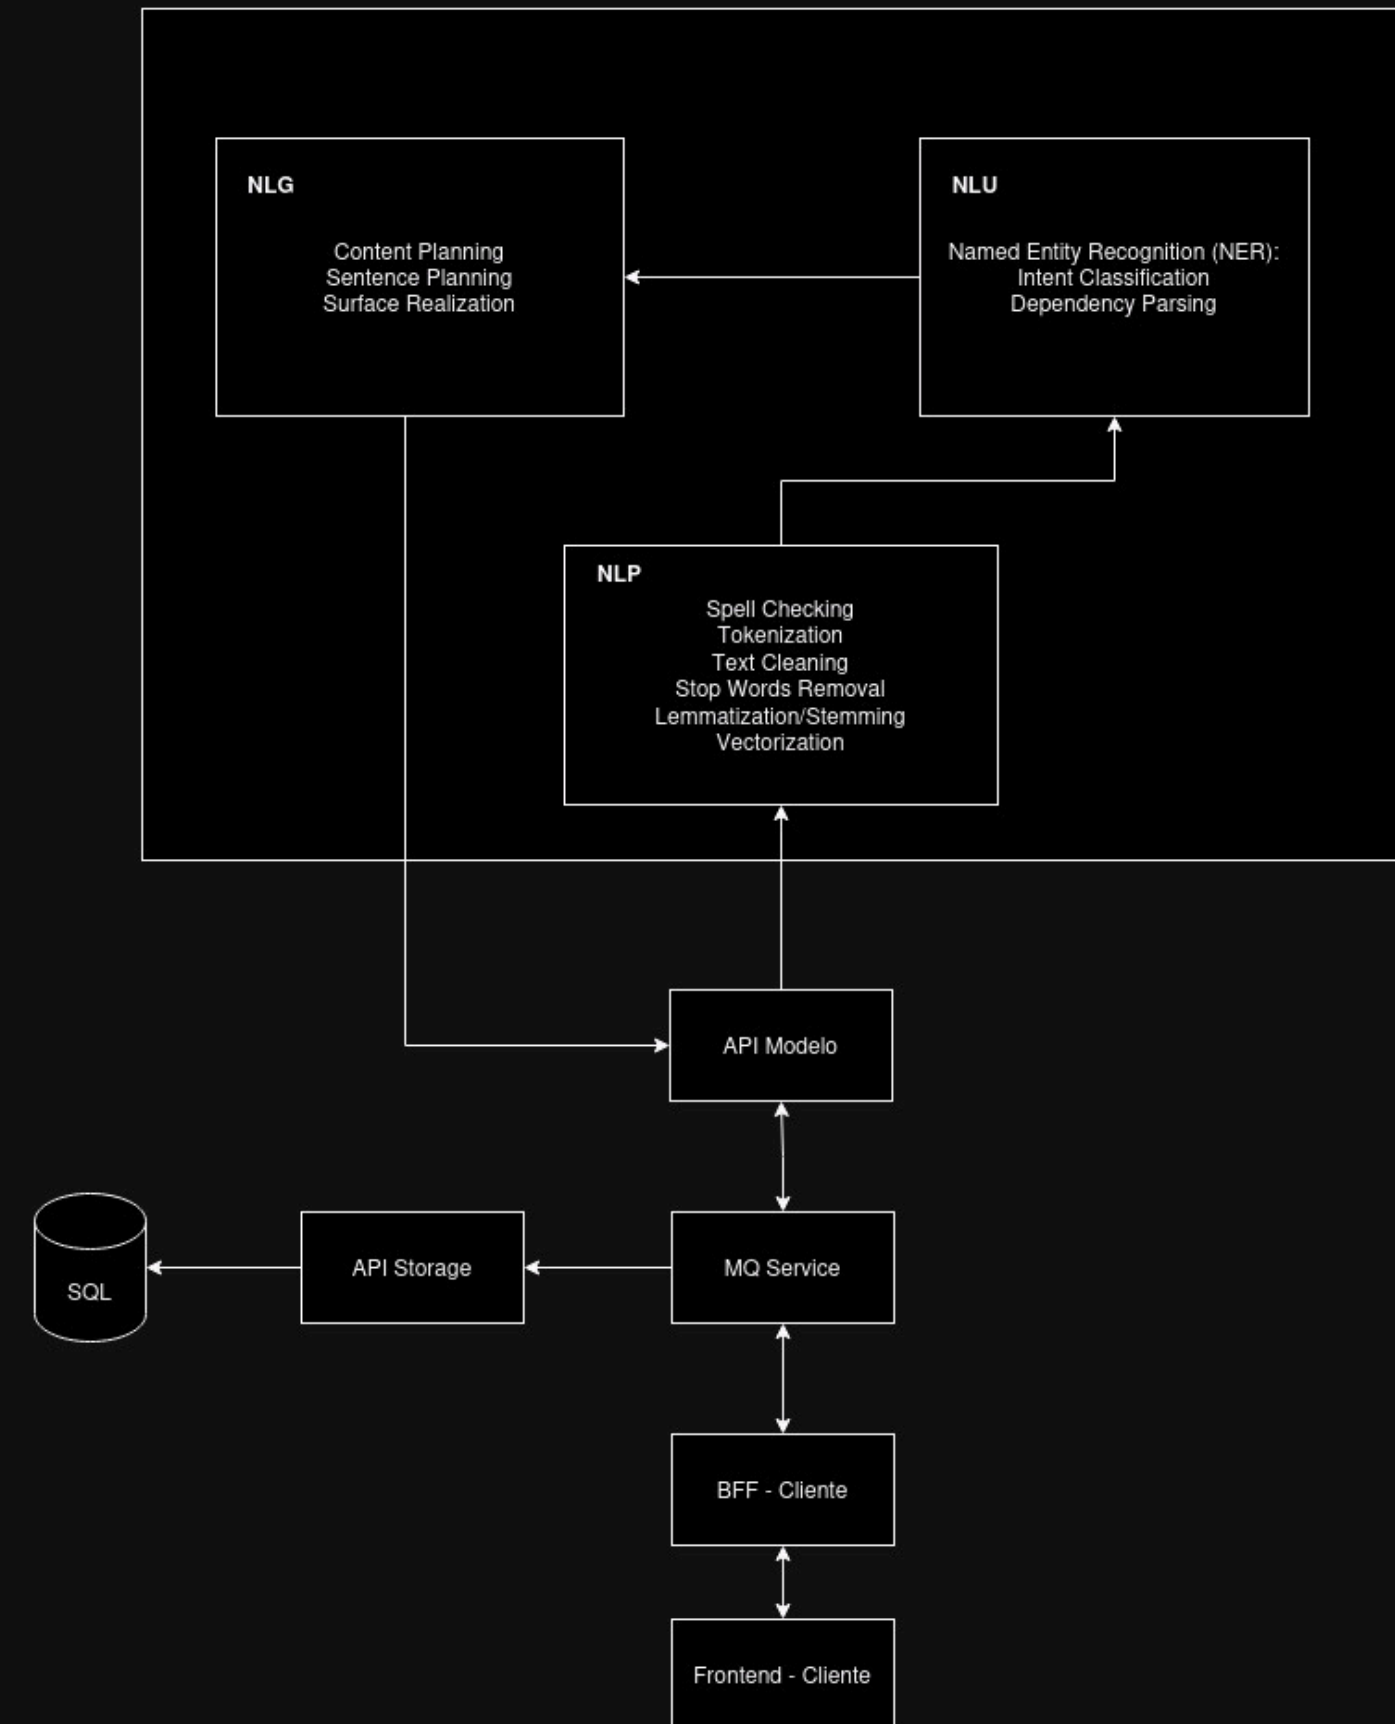 NLG
Content Planning
Sentence Planning
Surface Realization
NLU
Named Entity Recognition (NER):
Intent Classification
Dependency Parsing
NLP
Spell Checking
Tokenization
Text Cleaning
Stop Words Removal
Lemmatization/Stemming
Vectorization
API Modelo
SQL
API Storage
MQ Service
BFF - Cliente
Frontend - Cliente